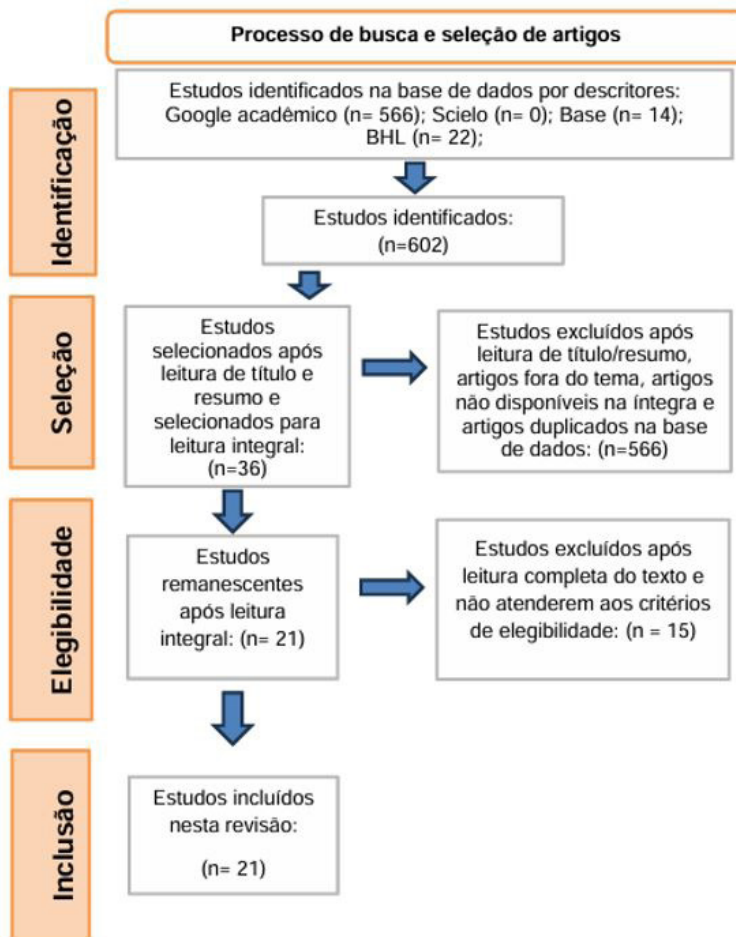 Processo de busca e seleção de artigos
Identificação
Estudos identificados na base de dados por descritores:
Google acadêmico (n= 566); Scielo (n= 0); Base (n= 14);
BHL (n= 22);
Estudos identificados:
(n=602)
Seleção
Estudos
selecionados após
leitura de título e
resumo e
selecionados para
leitura integral:
(n=36)
Estudos excluídos após
leitura de título/resumo,
artigos fora do tema, artigos
não disponíveis na íntegra e
artigos duplicados na base
de dados: (n=566)
Elegibilidade
Estudos
remanescentes
após leitura
integral: (n= 21)
Estudos excluídos após
leitura completa do texto e
não atenderem aos critérios
de elegibilidade: (n = 15)
Inclusão
Estudos incluídos
nesta revisão:
(n= 21)